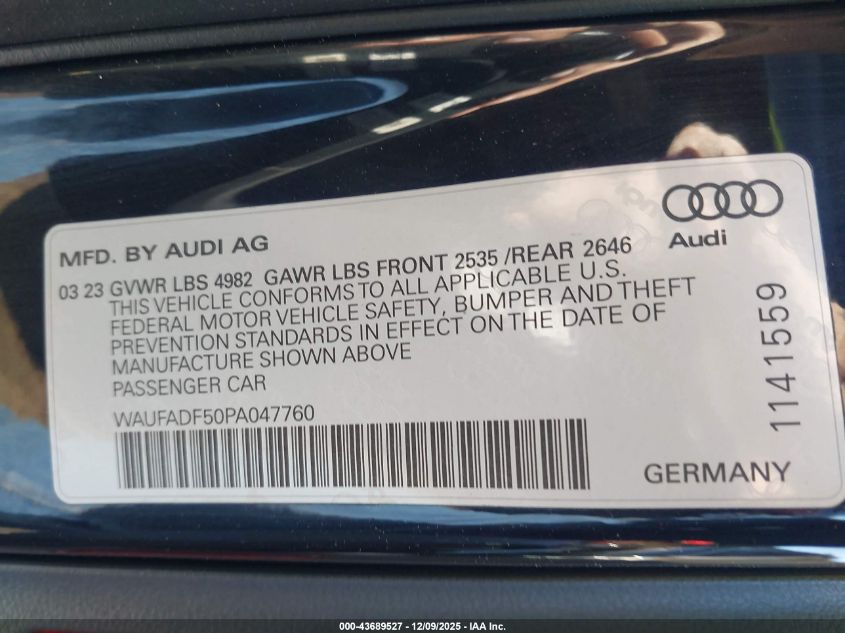 Audi
MFD. BY AUDI AG
03 23 GVWR LBS 4982 GAWR LBS FRONT 2535 /REAR 2646
THIS VEHICLE CONFORMS TO ALL APPLICABLE U.S.
FEDERAL MOTOR VEHICLE SAFETY, BUMPER AND THEFT
PREVENTION STANDARDS IN EFFECT ON THE DATE OF
MANUFACTURE SHOWN ABOVE
PASSENGER CAR
WAUFADF50PA047760
1141559
GERMANY
000-43689527 - 12/09/2025 - IAA Inc.